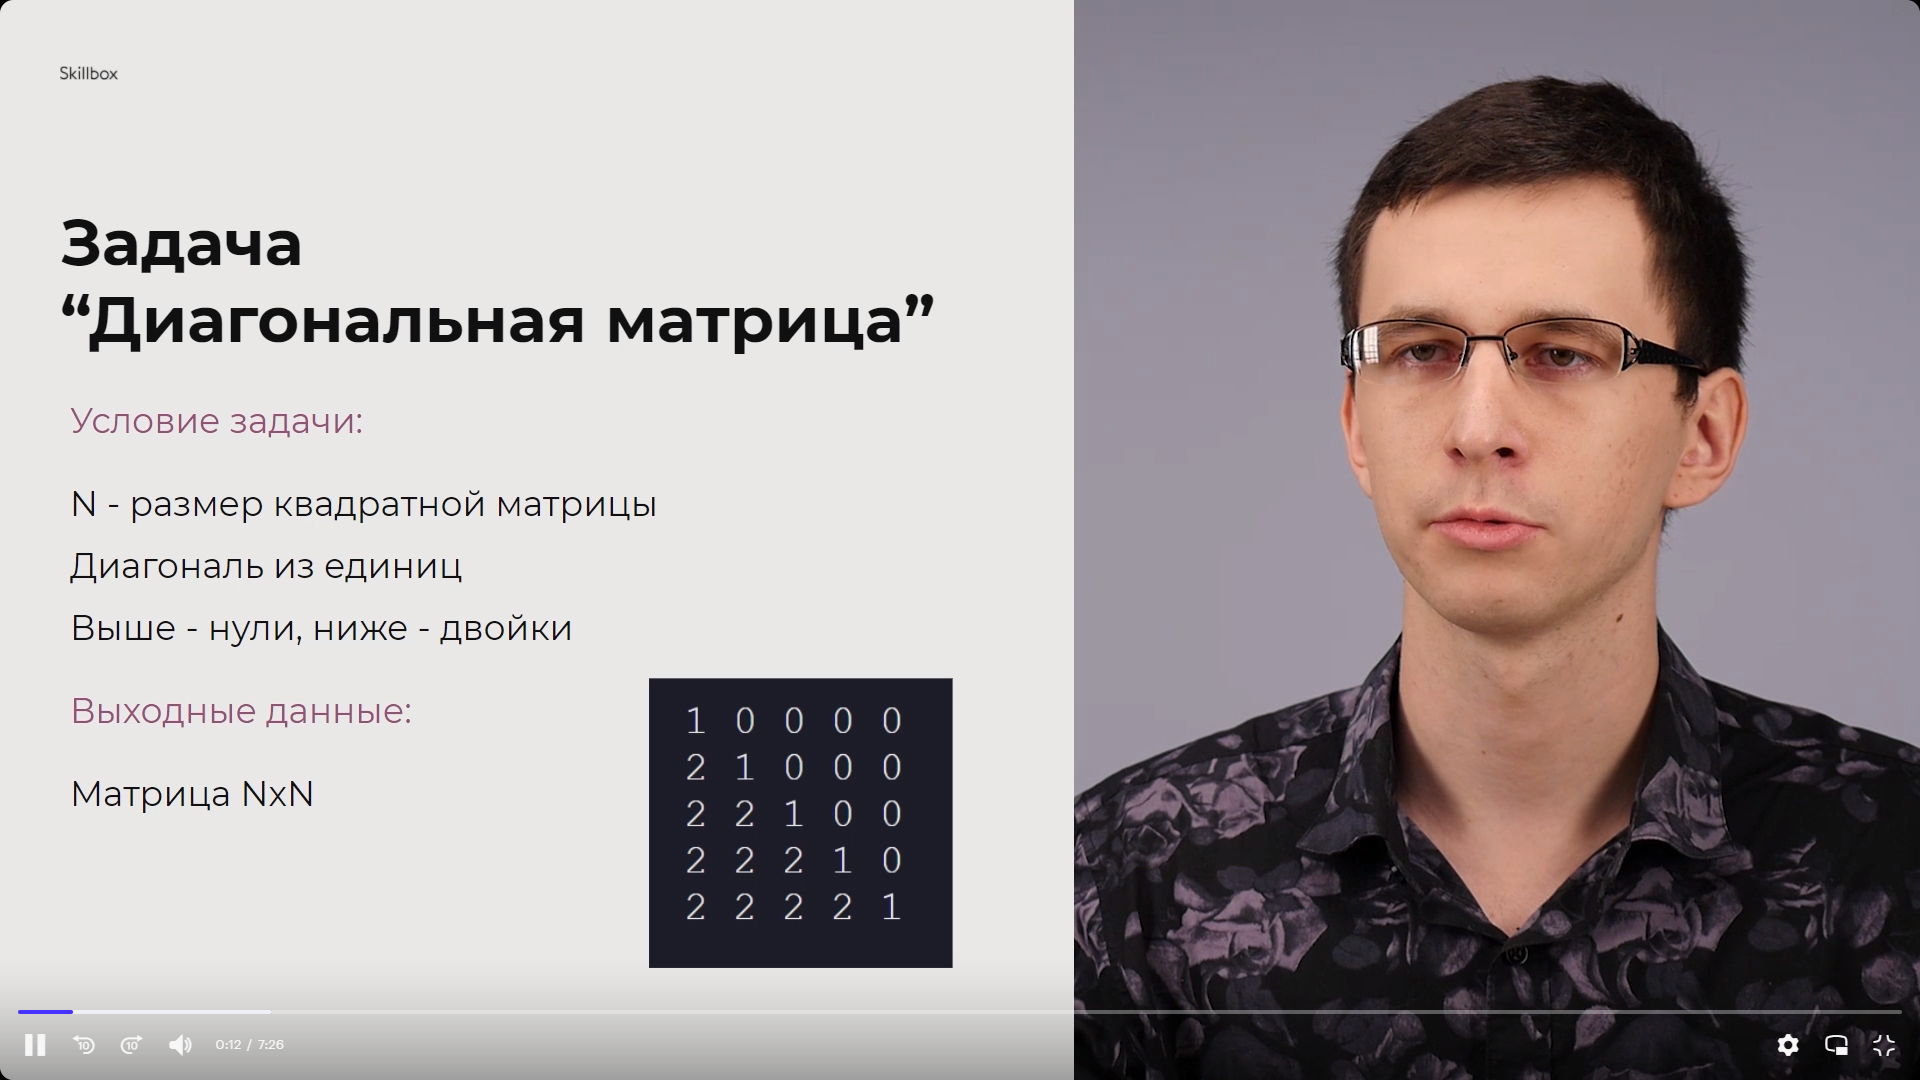 Skillbox
Задача
“Диагональная матрица”
Условие задачи:
N - размер квадратной матрицы
Диагональ из единиц
Выше - нули, ниже - двойки
Выходные данные:
Матрица NxN
1 0 0 0 0
2 1 0 0 0
2 2 1 0 0
2 2 2 1 0
2 2 2 2 1
10 10 0:12 / 7:26